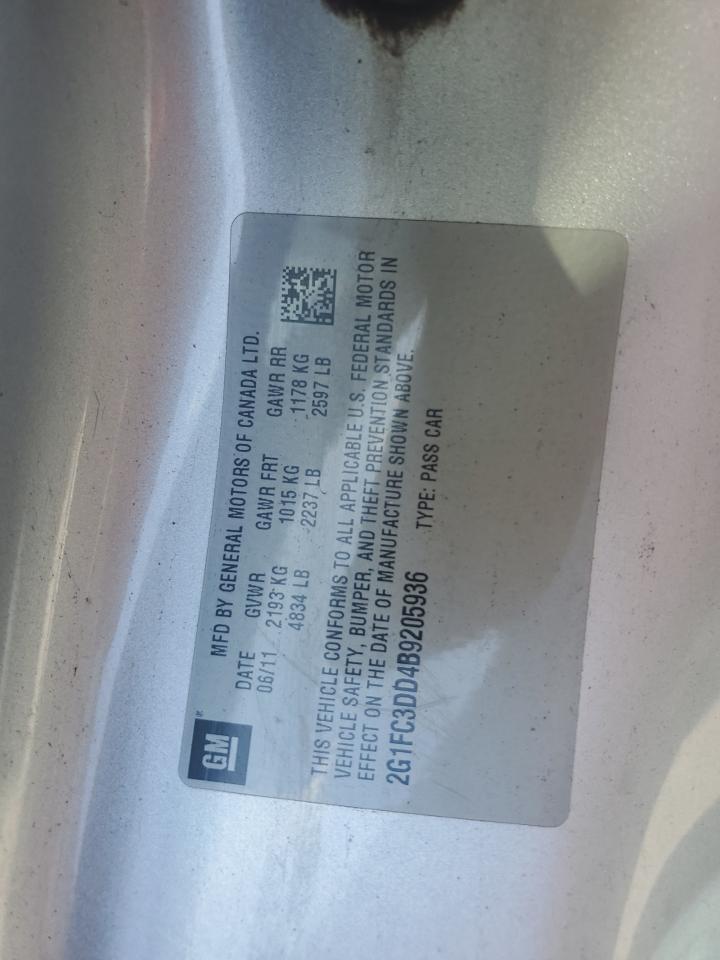 GM
MFD BY GENERAL MOTORS OF CANADA LTD.
DATE GVWR GAWR FRT GAWR RR
06/11 2193 KG 1015 KG 1178 KG
4834 LB 2237 LB 2597 LB
THIS VEHICLE CONFORMS TO ALL APPLICABLE U.S. FEDERAL MOTOR
VEHICLE SAFETY, BUMPER, AND THEFT PREVENTION STANDARDS IN
EFFECT ON THE DATE OF MANUFACTURE SHOWN ABOVE.
2G1FC3DD4B9205936 TYPE: PASS CAR